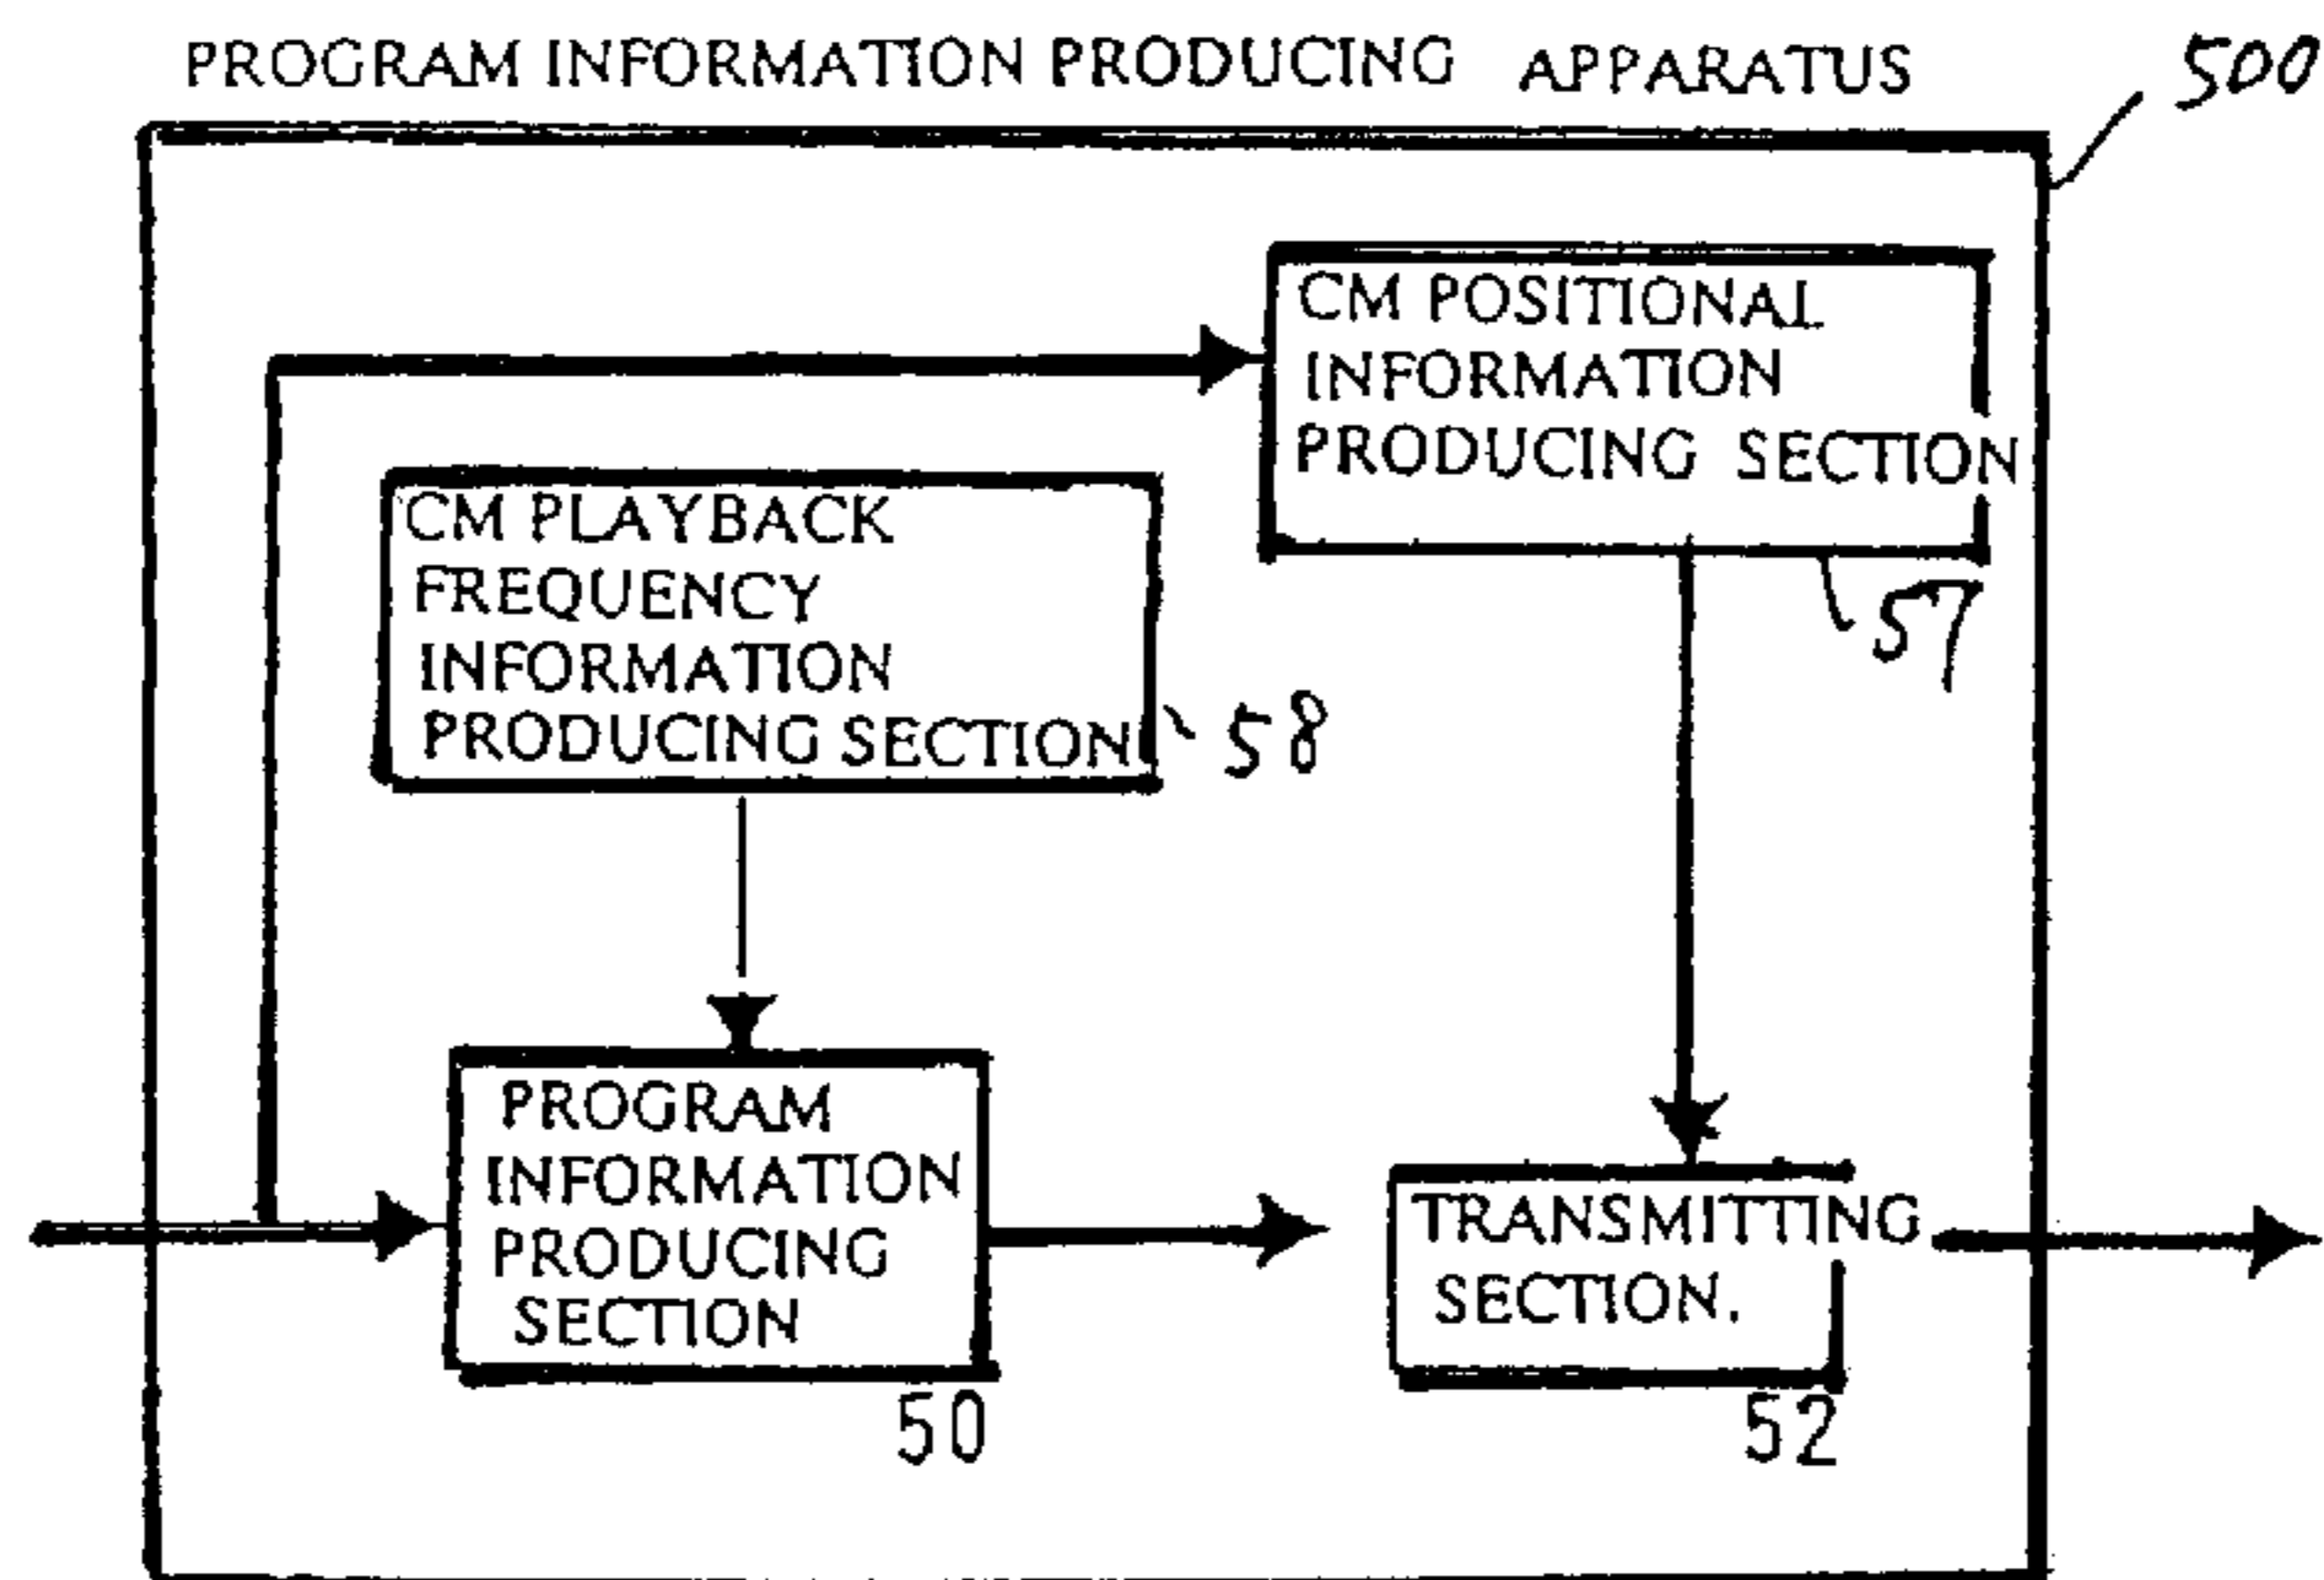 PROGRAM INFORMATION PRODUCING APPARATUS
500
CM POSITIONAL
INFORMATION
PRODUCING SECTION
57
CM PLAYBACK
FREQUENCY
INFORMATION
PRODUCING SECTION
58
PROGRAM
INFORMATION
PRODUCING
SECTION
50
TRANSMITTING
SECTION.
52